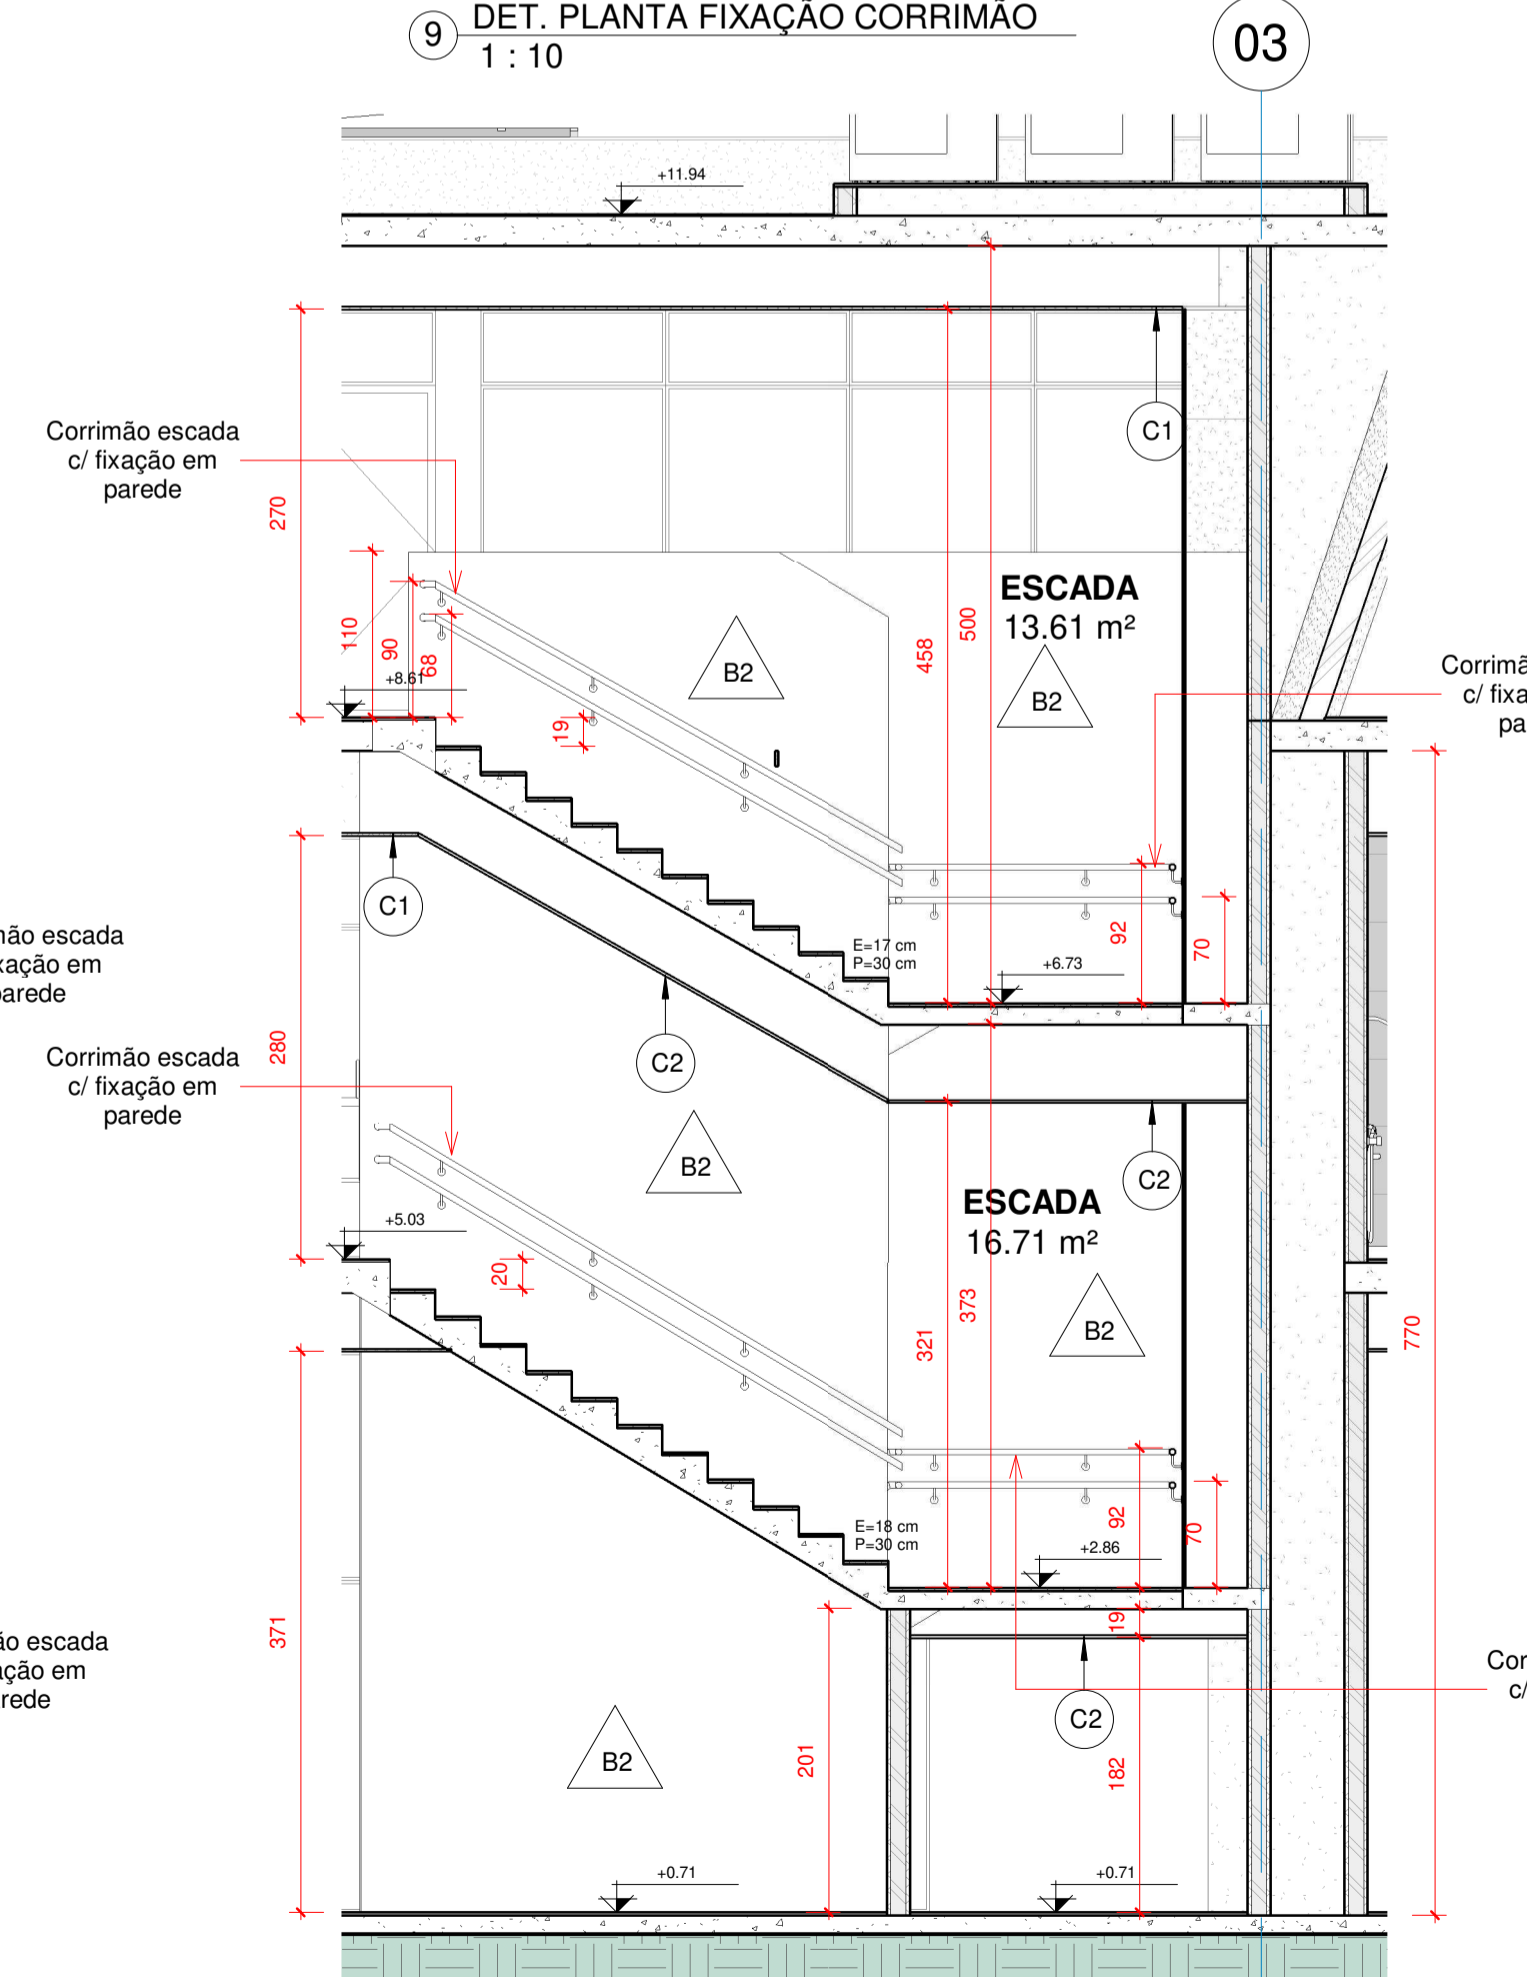 9
DET. PLANTA FIXAÇÃO CORRIMÃO
1 : 10
03
+11.94
C1
Corrimão escada
c/ fixação em
parede
270
110
90
68
+8.61
19
B2
458
500
ESCADA
13.61 m²
B2
C1
280
C2
E=17 cm
P=30 cm
+6.73
92
70
escada
em
Corrimão escada
c/ fixação em
parede
+5.03
20
B2
ESCADA
16.71 m²
C2
B2
321
373
770
E=18 cm
P=30 cm
+2.86
92
70
19
371
escada
em
C2
B2
201
182
+0.71
+0.71
c/